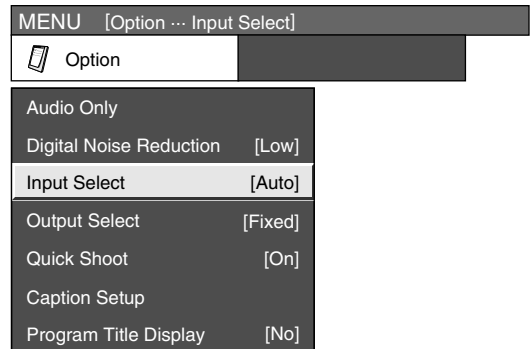 MENU [Option ··· Input Select]
Option
Audio Only
Digital Noise Reduction [Low]
Input Select [Auto]
Output Select [Fixed]
Quick Shoot [On]
Caption Setup
Program Title Display [No]